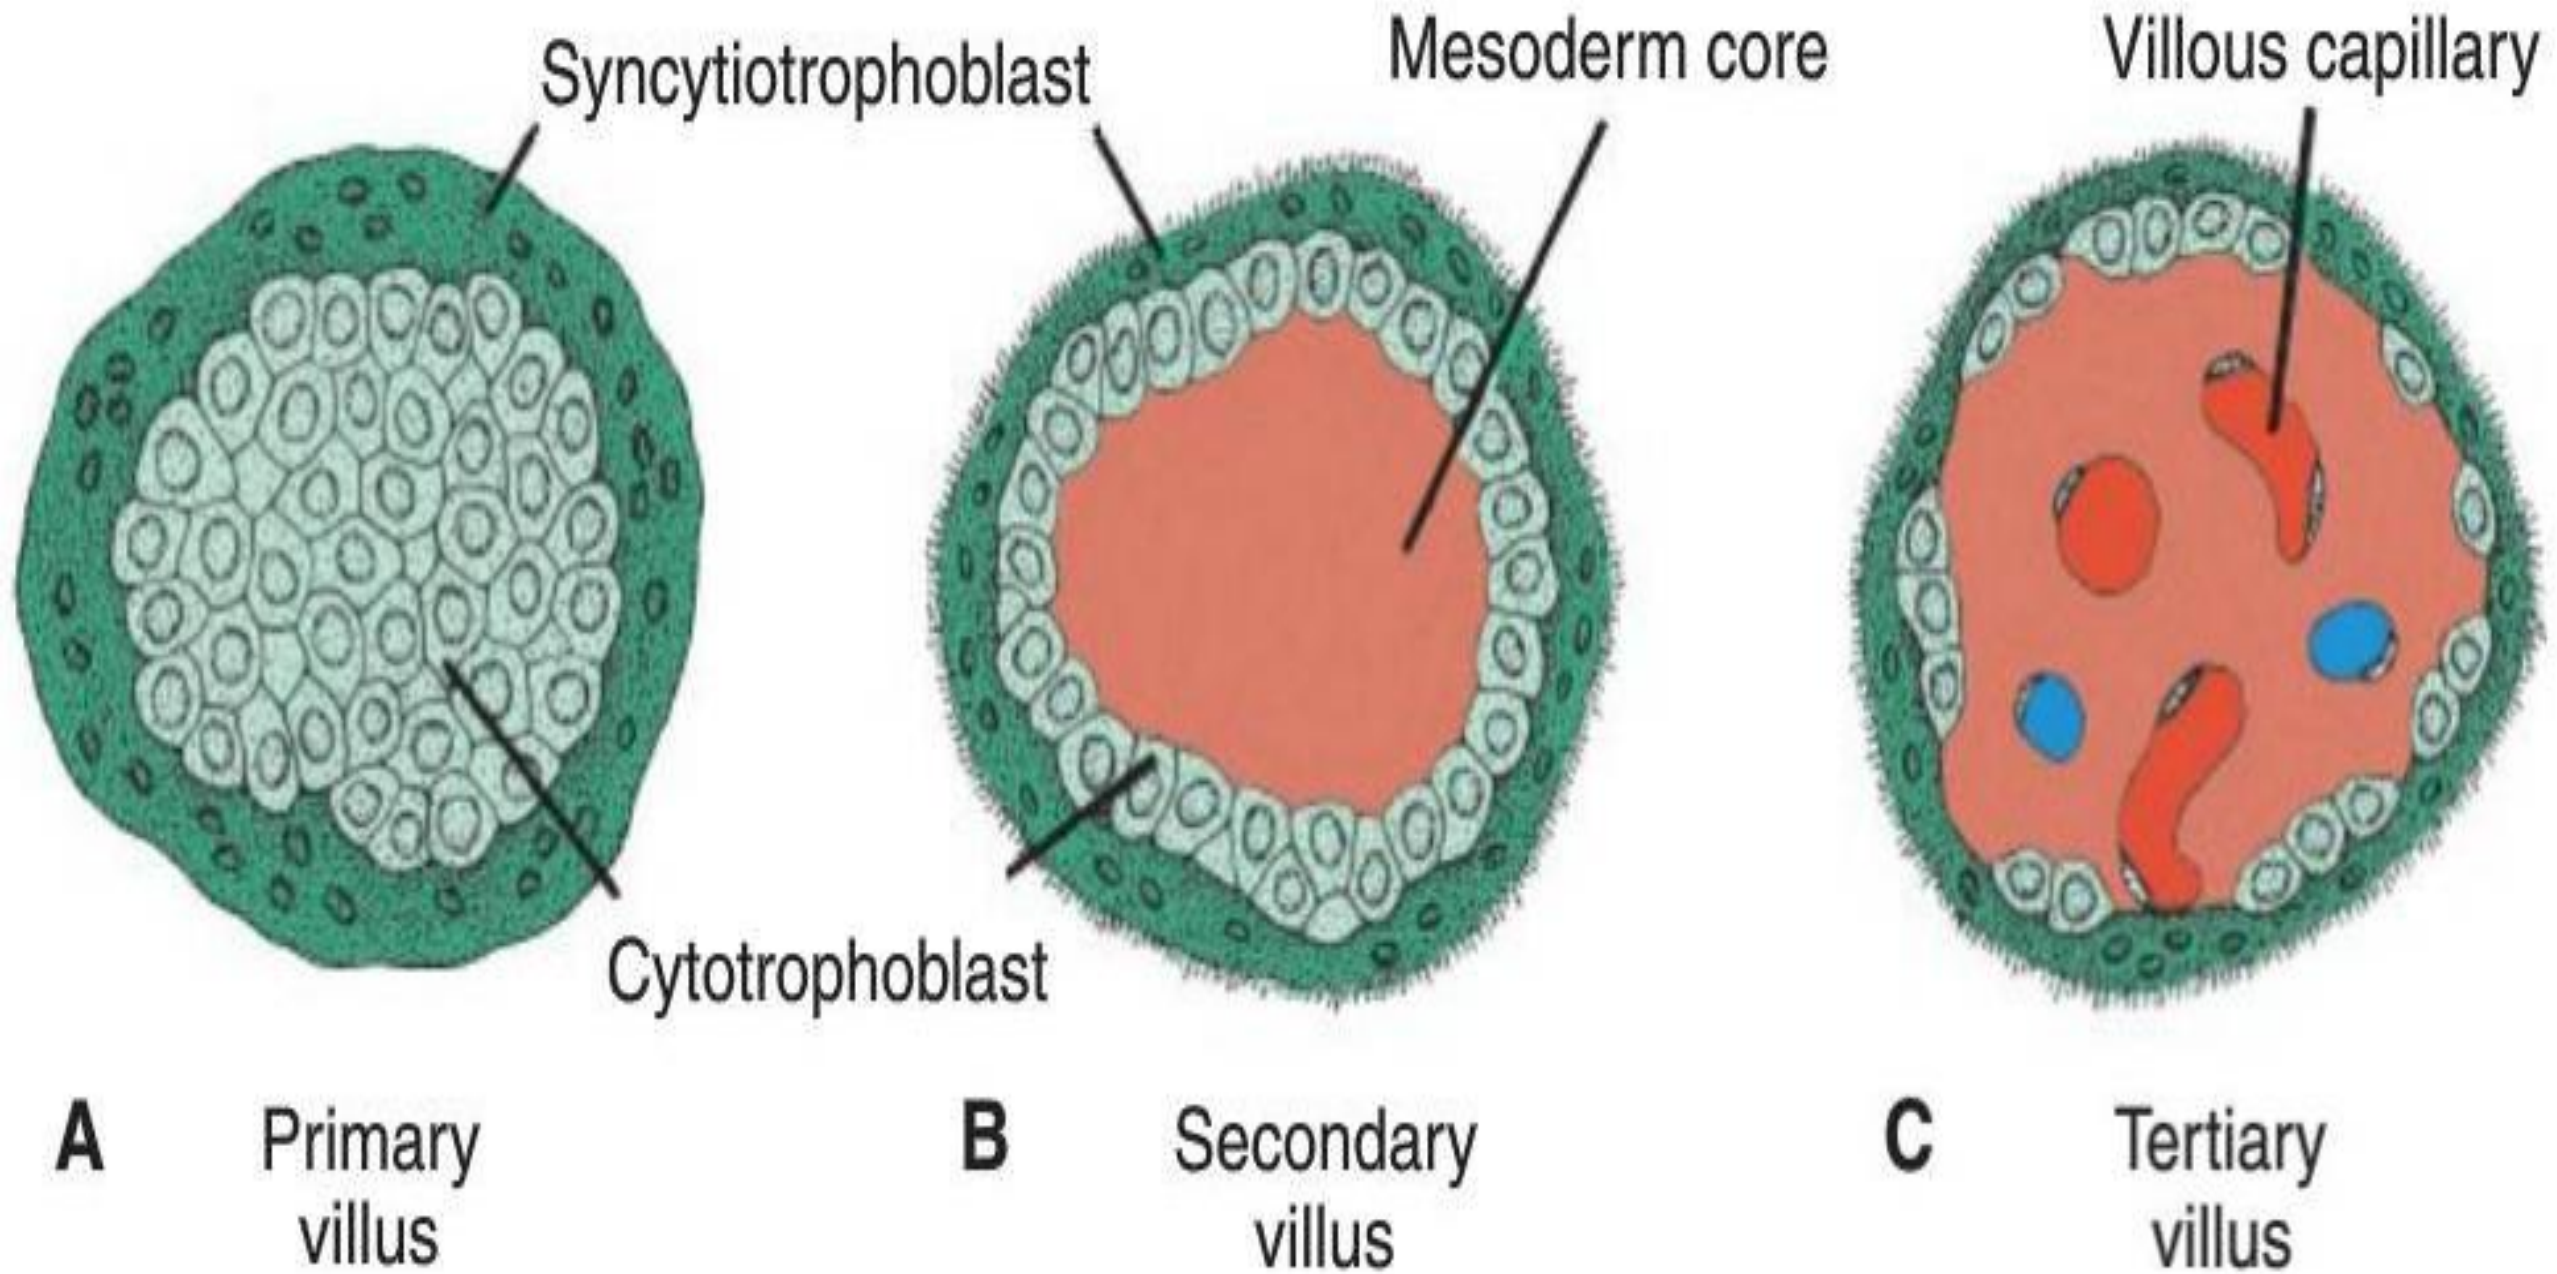 Syncytiotrophoblast
Mesoderm core
Villous capillary
Cytotrophoblast
A Primary villus
B Secondary villus
C Tertiary villus